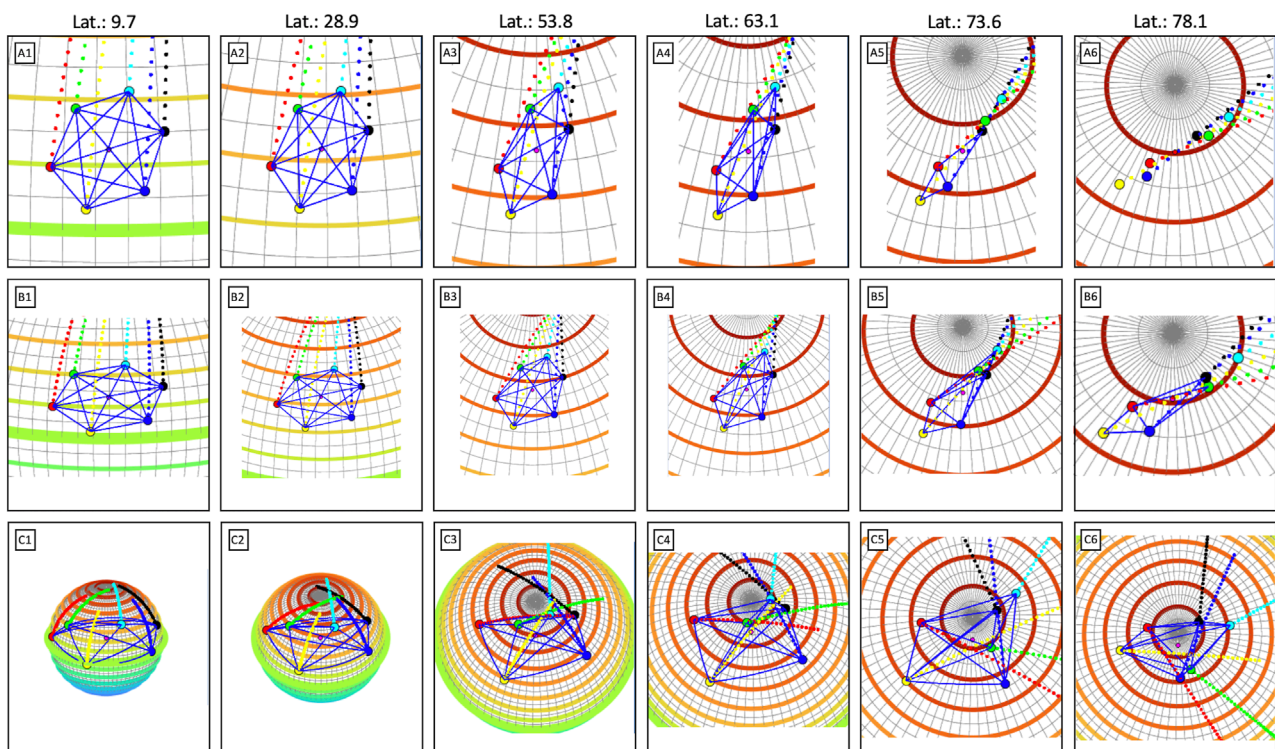 Lat.: 9.7 Lat.: 28.9 Lat.: 53.8 Lat.: 63.1 Lat.: 73.6 Lat.: 78.1
A1 A2 A3 A4 A5 A6
B1 B2 B3 B4 B5 B6
C1 C2 C3 C4 C5 C6